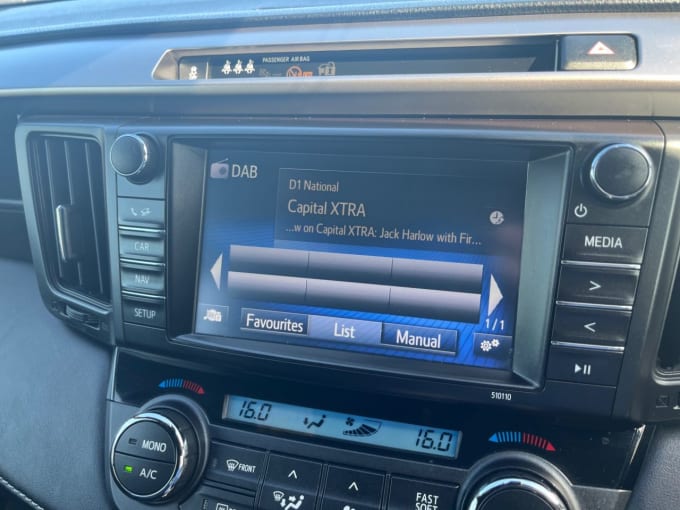 PASSENGER AIR BAG
DAB
D1 National
Capital XTRA
...w on Capital XTRA: Jack Harlow with Fir...
1/1
Favourites
List
Manual
CAR
NAV
SETUP
MEDIA
>
<
510110
16.0
16.0
MONO
A/C
FRONT
FAST
SOFT